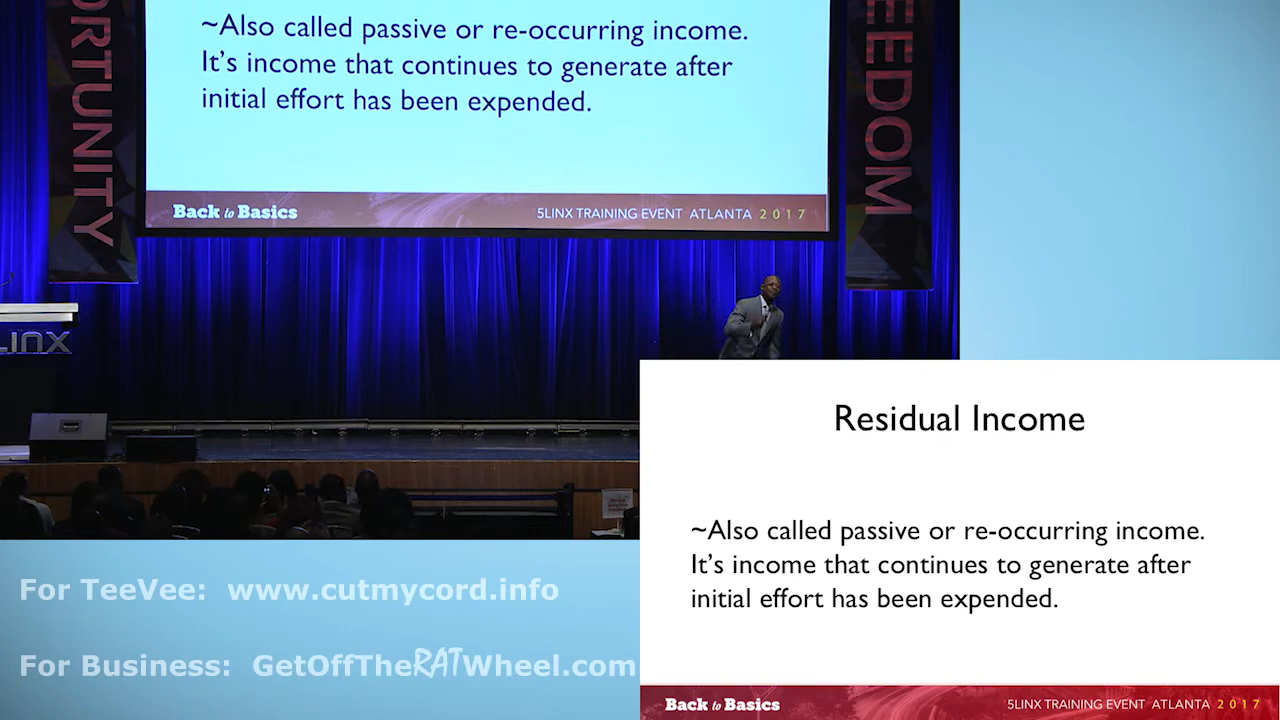 ORTUNITY
~Also called passive or re-occurring income.
It's income that continues to generate after
initial effort has been expended.
Back to Basics
5LINX TRAINING EVENT ATLANTA 2017
EEDOM
LINX
Residual Income
~Also called passive or re-occurring income.
It's income that continues to generate after
initial effort has been expended.
Back to Basics
5LINX TRAINING EVENT ATLANTA 2017
For TeeVee: www.cutmycord.info
For Business: GetOffTheRATWheel.com